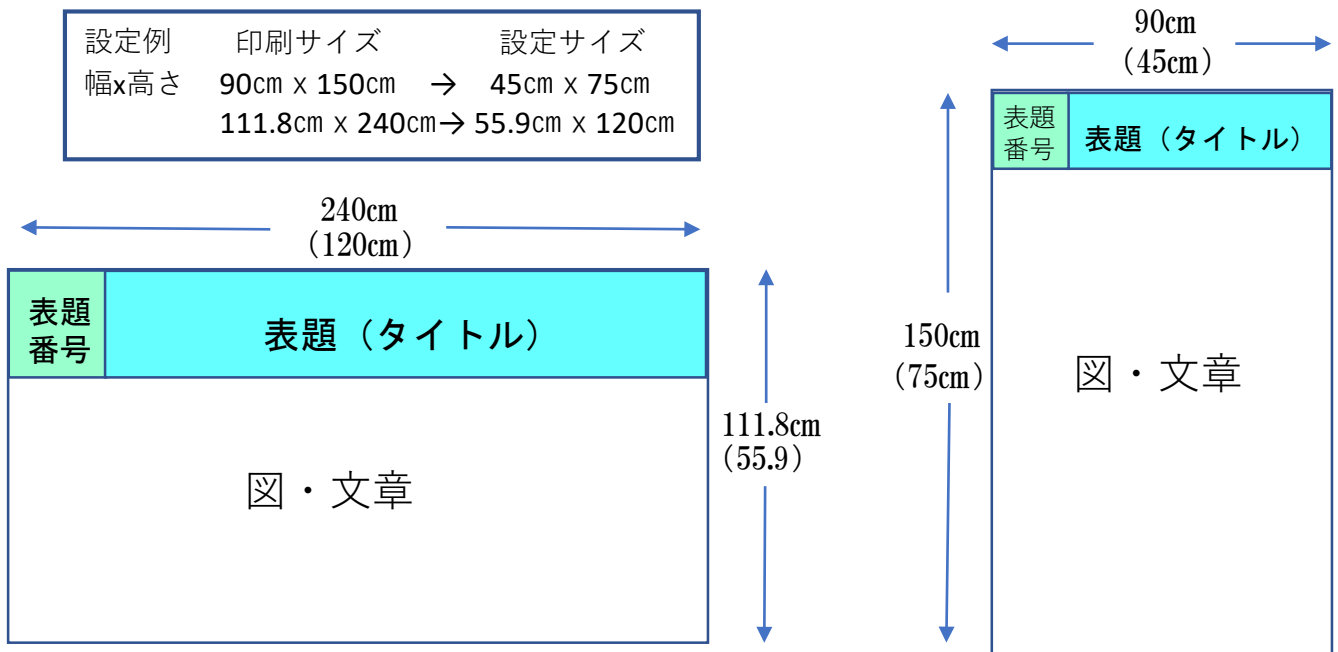 設定例 印刷サイズ 設定サイズ
幅x高さ 90㎝ x 150㎝ → 45㎝ x 75㎝
111.8㎝ x 240㎝→ 55.9㎝ x 120㎝
240㎝
（120㎝）
表題
番号
表題（タイトル）
図・文章
111.8㎝
（55.9）
90㎝
（45㎝）
表題
番号
表題（タイトル）
150㎝
（75㎝）
図・文章